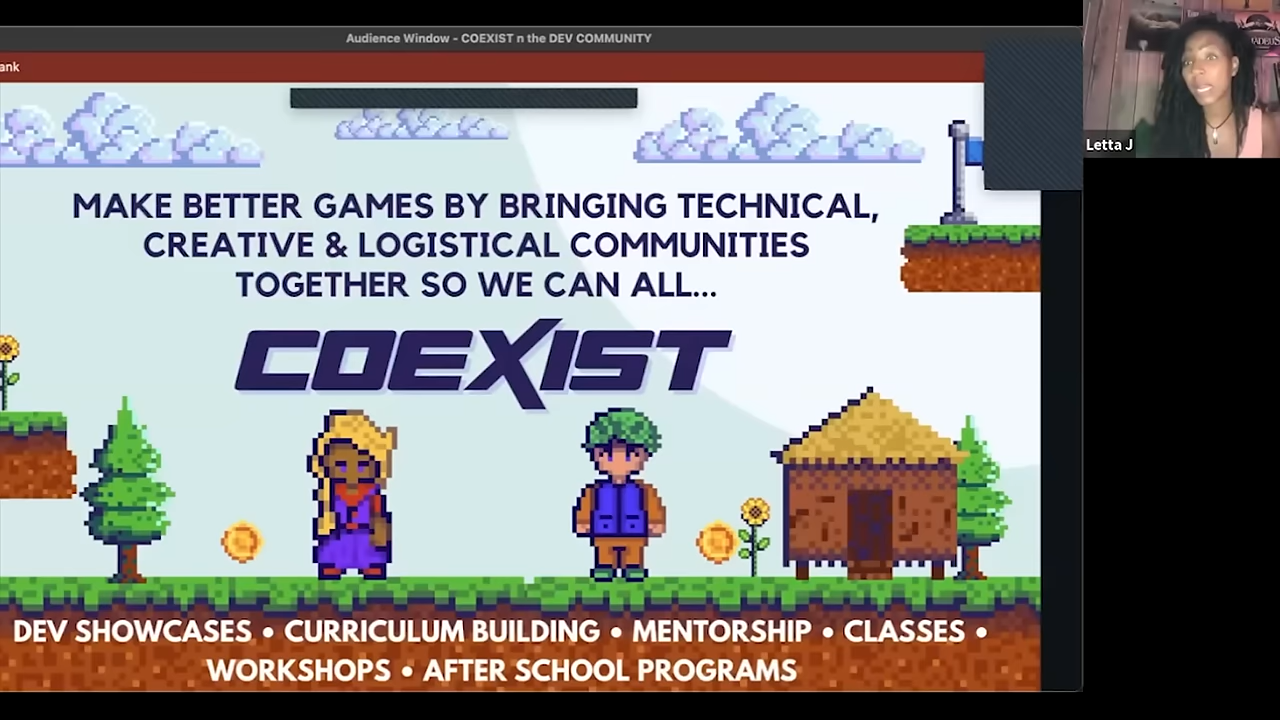 Audience Window - COEXIST n the DEV COMMUNITY
ank
Letta J
MAKE BETTER GAMES BY BRINGING TECHNICAL,
CREATIVE & LOGISTICAL COMMUNITIES
TOGETHER SO WE CAN ALL...
COEXIST
DEV SHOWCASES • CURRICULUM BUILDING • MENTORSHIP • CLASSES •
WORKSHOPS • AFTER SCHOOL PROGRAMS